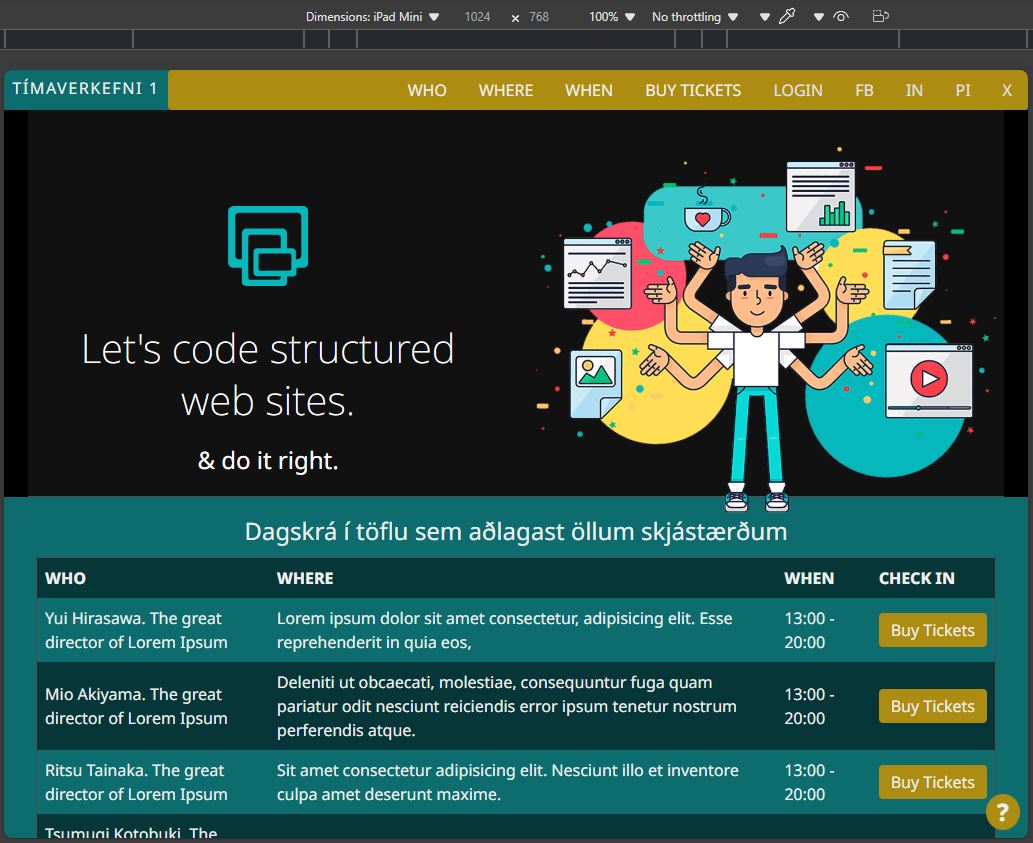 Dimensions: iPad Mini 1024 × 768 100% No throttling
TÍMAVERKEFNI 1 WHO WHERE WHEN BUY TICKETS LOGIN FB IN PI X
Let's code structured
web sites.
& do it right.
Dagskrá í töflu sem aðlagast öllum skjástærðum
WHO WHERE WHEN CHECK IN
Yui Hirasawa. The great Lorem ipsum dolor sit amet consectetur, adipisicing elit. Esse 13:00 -
director of Lorem Ipsum reprehenderit in quia eos, 20:00
Buy Tickets
Mio Akiyama. The great
director of Lorem Ipsum
Deleniti ut obcaecati, molestiae, consequuntur fuga quam
pariatur odit nesciunt reiciendis error ipsum tenetur nostrum
perferendis atque.
13:00 -
20:00
Buy Tickets
Ritsu Tainaka. The great Sit amet consectetur adipisicing elit. Nesciunt illo et inventore 13:00 -
director of Lorem Ipsum culpa amet deserunt maxime. 20:00
Buy Tickets
Tsumugi Kotobuki. The
?